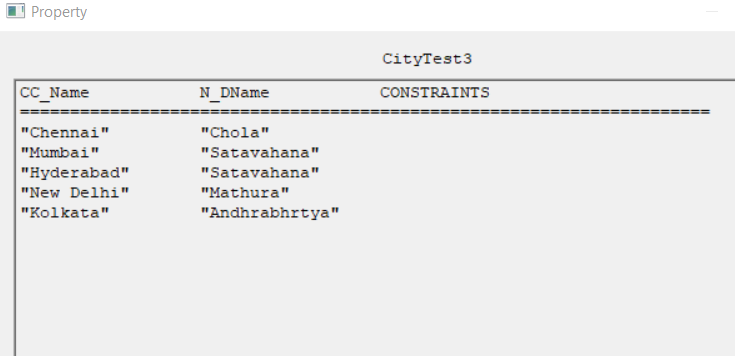 Property
CityTest3
CC_Name N_DName CONSTRAINTS
=====================================================================
"Chennai" "Chola"
"Mumbai" "Satavahana"
"Hyderabad" "Satavahana"
"New Delhi" "Mathura"
"Kolkata" "Andhrabhrtya"